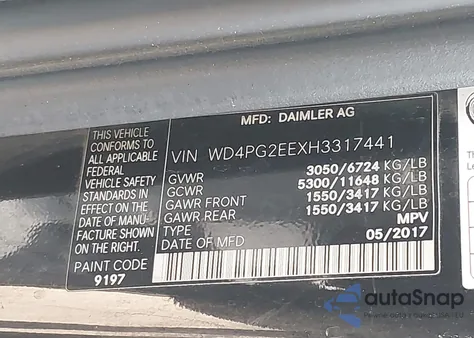 MFD: DAIMLER AG
THIS VEHICLE
CONFORMS TO
ALL APPLICABLE
FEDERAL
VEHICLE SAFETY
STANDARDS IN
EFFECT ON THE
DATE OF MANU-
FACTURE SHOWN
ON THE RIGHT.
PAINT CODE
9197
VIN WD4PG2EEXH3317441
GVWR 3050/6724 KG/LB
GCWR 5300/11648 KG/LB
GAWR FRONT 1550/3417 KG/LB
GAWR REAR 1550/3417 KG/LB
TYPE MPV
DATE OF MFD 05/2017
autaSnap